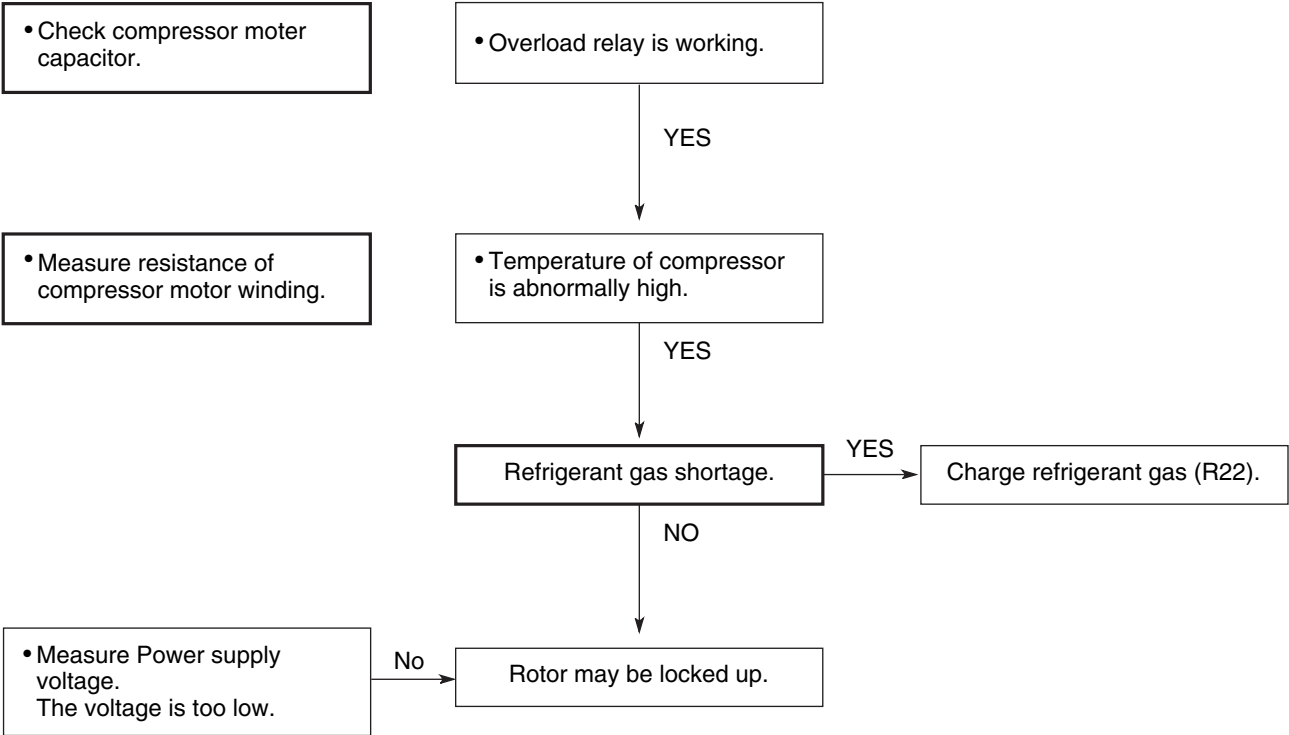 • Check compressor moter
capacitor.
• Overload relay is working.
YES
• Measure resistance of
compressor motor winding.
• Temperature of compressor
is abnormally high.
YES
Refrigerant gas shortage.
YES
Charge refrigerant gas (R22).
NO
• Measure Power supply
voltage.
The voltage is too low.
No
Rotor may be locked up.